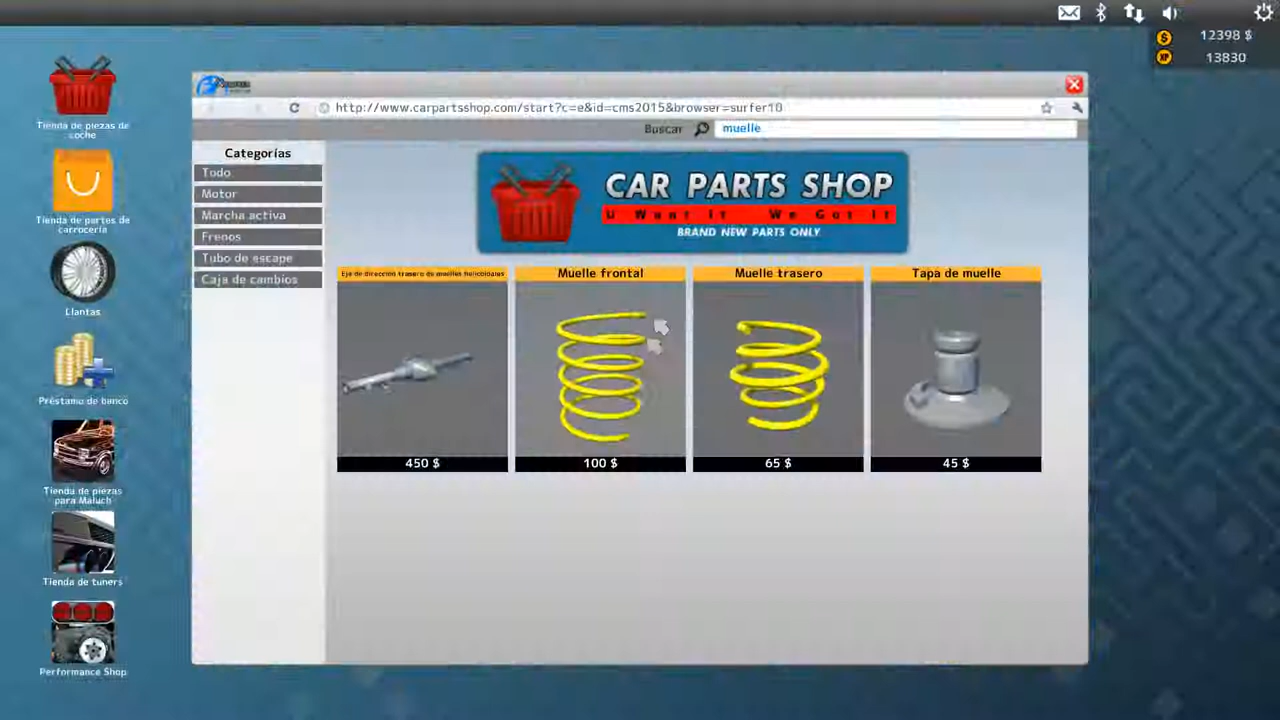 12398 $
XP 13830
http://www.carpartsshop.com/start?c=e&id=cms2015&browser=surfer10
Buscar muelle
Tienda de piezas de
coche
Tienda de partes de
carrocería
Llantas
Préstamo de banco
Tienda de piezas
para Maluch
Tienda de tuners
Performance Shop
Categorías
Todo
Motor
Marcha activa
Frenos
Tubo de escape
Caja de cambios
CAR PARTS SHOP
U Want It We Got It
BRAND NEW PARTS ONLY
Eje de dirección trasero de muelles helicoidales
Muelle frontal
Muelle trasero
Tapa de muelle
450 $
100 $
65 $
45 $